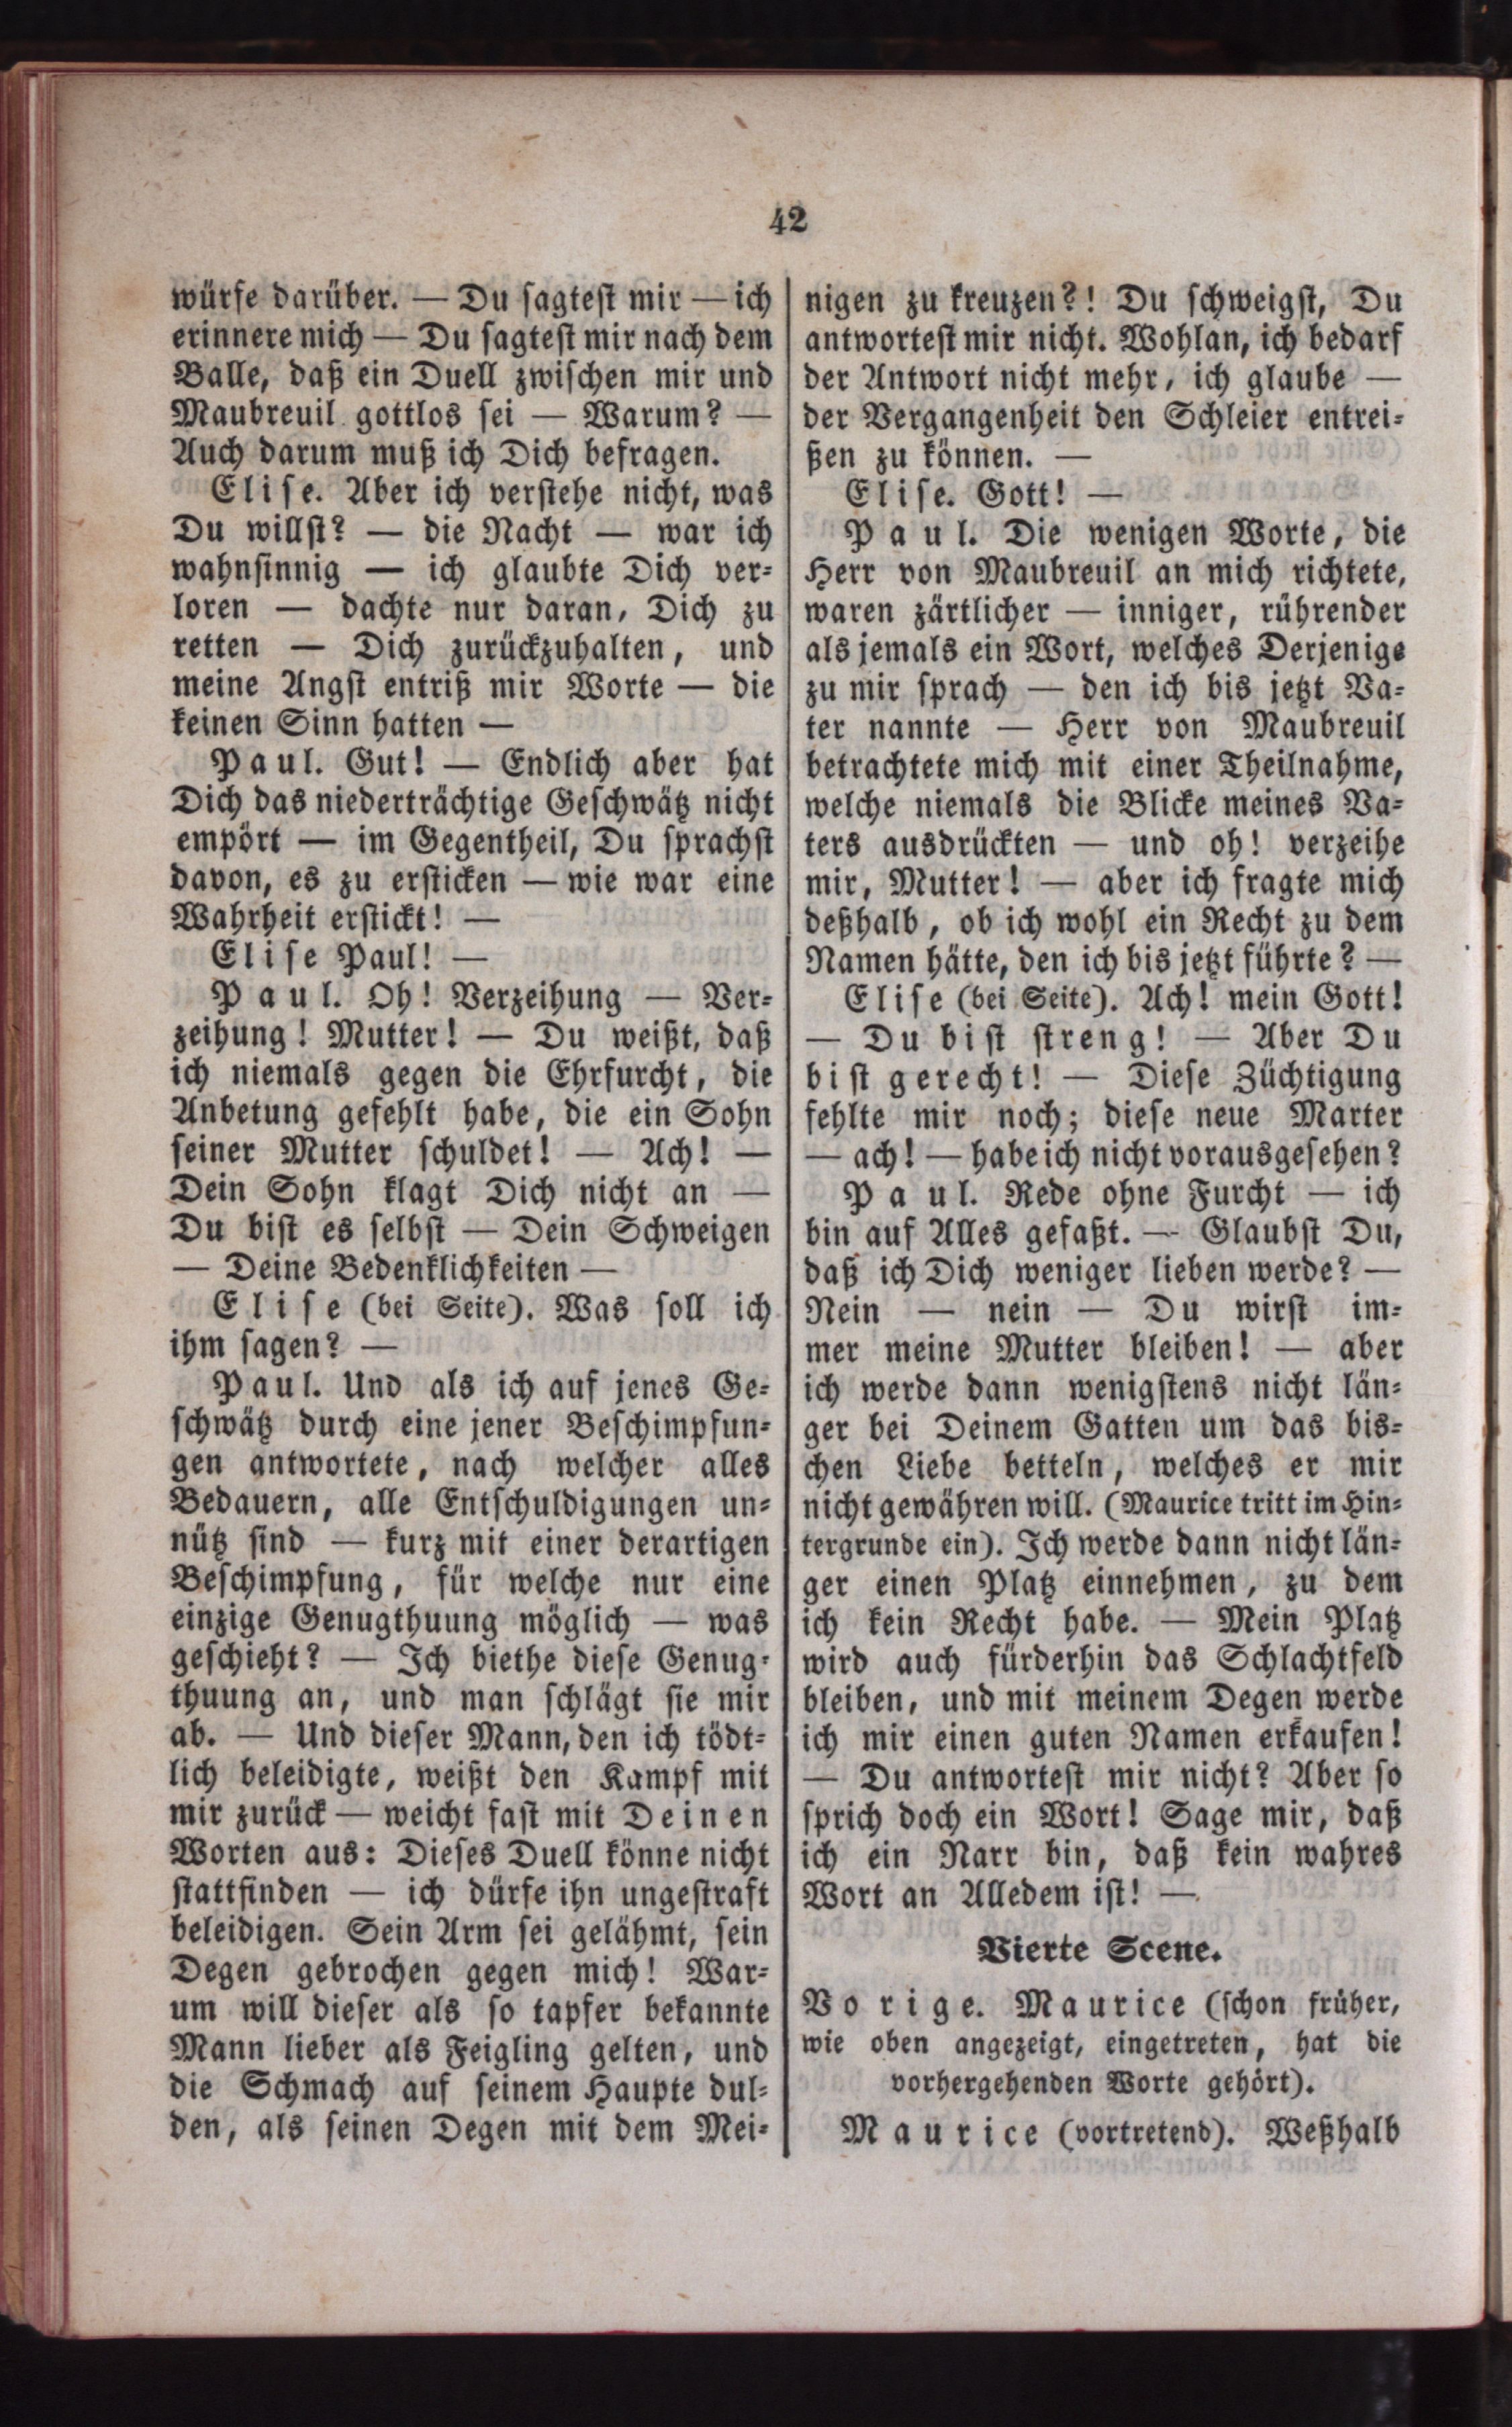 42
würfe darüber. — Du sagtest mir — ich
erinnere mich — Du sagtest mir nach dem
Balle, daß ein Duell zwischen mir und
Maubreuil gottlos sei — Warum? —
Auch darum muß ich Dich befragen.
Elise. Aber ich verstehe nicht, was
Du willst? — die Nacht — war ich
wahnsinnig — ich glaubte Dich ver-
loren — dachte nur daran, Dich zu
retten — Dich zurückzuhalten, und
meine Angst entriß mir Worte — die
keinen Sinn hatten —
Paul. Gut! — Endlich aber hat
Dich das niederträchtige Geschwätz nicht
empört — im Gegentheil, Du sprachst
davon, es zu ersticken — wie war eine
Wahrheit erstickt! —
Elise Paul! —
Paul. Oh! Verzeihung — Ver-
zeihung! Mutter! — Du weißt, daß
ich niemals gegen die Ehrfurcht, die
Anbetung gefehlt habe, die ein Sohn
seiner Mutter schuldet! — Ach! —
Dein Sohn klagt Dich nicht an —
Du bist es selbst — Dein Schweigen
— Deine Bedenklichkeiten —
Elise (bei Seite). Was soll ich
ihm sagen? —
Paul. Und als ich auf jenes Ge-
schwätz durch eine jener Beschimpfun-
gen antwortete, nach welcher alles
Bedauern, alle Entschuldigungen un-
nütz sind — kurz mit einer derartigen
Beschimpfung, für welche nur eine
einzige Genugthuung möglich — was
geschieht? — Ich biethe diese Genug-
thuung an, und man schlägt sie mir
ab. — Und dieser Mann, den ich tödt-
lich beleidigte, weißt den Kampf mit
mir zurück — weicht fast mit Deinen
Worten aus: Dieses Duell könne nicht
stattfinden — ich dürfe ihn ungestraft
beleidigen. Sein Arm sei gelähmt, sein
Degen gebrochen gegen mich! War-
um will dieser als so tapfer bekannte
Mann lieber als Feigling gelten, und
die Schmach auf seinem Haupte dul-
den, als seinen Degen mit dem Mei-
nigen zu kreuzen?! Du schweigst, Du
antwortest mir nicht. Wohlan, ich bedarf
der Antwort nicht mehr, ich glaube —
der Vergangenheit den Schleier entrei-
ßen zu können. —
Elise. Gott! —
Paul. Die wenigen Worte, die
Herr von Maubreuil an mich richtete,
waren zärtlicher — inniger, rührender
als jemals ein Wort, welches Derjenige
zu mir sprach — den ich bis jetzt Va-
ter nannte — Herr von Maubreuil
betrachtete mich mit einer Theilnahme,
welche niemals die Blicke meines Va-
ters ausdrückten — und oh! verzeihe
mir, Mutter! — aber ich fragte mich
deßhalb, ob ich wohl ein Recht zu dem
Namen hätte, den ich bis jetzt führte? —
Elise (bei Seite). Ach! mein Gott!
— Du bist streng! — Aber Du
bist gerecht! — Diese Züchtigung
fehlte mir noch; diese neue Marter
— ach! — habe ich nicht vorausgesehen?
Paul. Rede ohne Furcht — ich
bin auf Alles gefaßt. — Glaubst Du,
daß ich Dich weniger lieben werde? —
Nein — nein — Du wirst im-
mer meine Mutter bleiben! — aber
ich werde dann wenigstens nicht län-
ger bei Deinem Gatten um das bis-
chen Liebe betteln, welches er mir
nicht gewähren will. (Maurice tritt im Hin-
tergrunde ein). Ich werde dann nicht län-
ger einen Platz einnehmen, zu dem
ich kein Recht habe. — Mein Platz
wird auch fürderhin das Schlachtfeld
bleiben, und mit meinem Degen werde
ich mir einen guten Namen erkaufen!
— Du antwortest mir nicht? Aber so
sprich doch ein Wort! Sage mir, daß
ich ein Narr bin, daß kein wahres
Wort an Alledem ist! —
Vierte Scene.
Vorige. Maurice (schon früher,
wie oben angezeigt, eingetreten, hat die
vorhergehenden Worte gehört).
Maurice (vortretend). Weßhalb